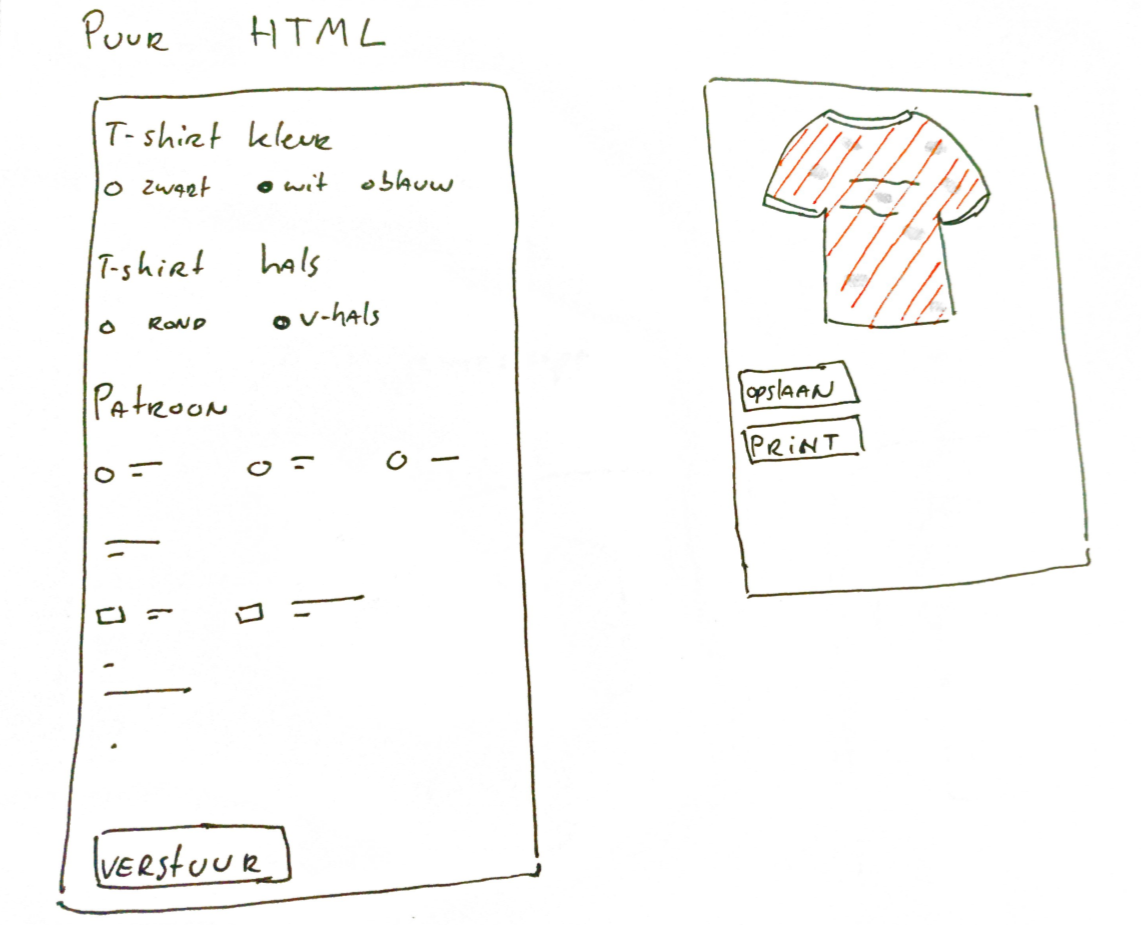 Puur HTML
T-shirt kleur
zwart wit blauw
T-shirt hals
Rond V-hals
Patroon
Verstuur
opslaan
Print